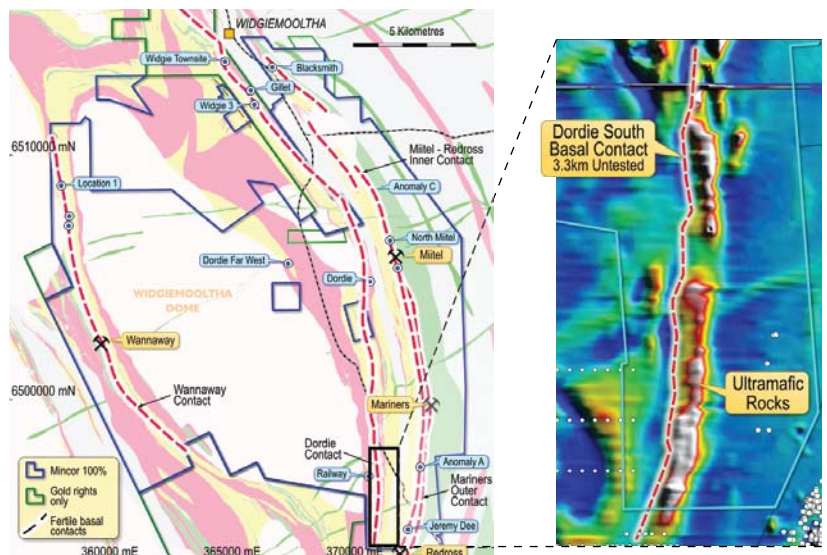 WIDGIEMOOLTHA
5 Kilometres
Widgie Townsite
Blacksmith
Gillet
Widgie 3
6510000 mN
Miitel - Redross
Inner Contact
Location 1
Anomaly C
North Miitel
Miitel
Dordie Far West
Dordie
WIDGIEMOOLTHA
DOME
Wannaway
6500000 mN
Wannaway
Contact
Mariners
Dordie
Contact
Railway
Anomaly A
Mariners
Outer
Contact
Jeremy Dee
Redross
Mincor 100%
Gold rights
only
Fertile basal
contacts
360000 mE
365000 mE
370000 mE
Dordie South
Basal Contact
3.3km Untested
Ultramafic
Rocks